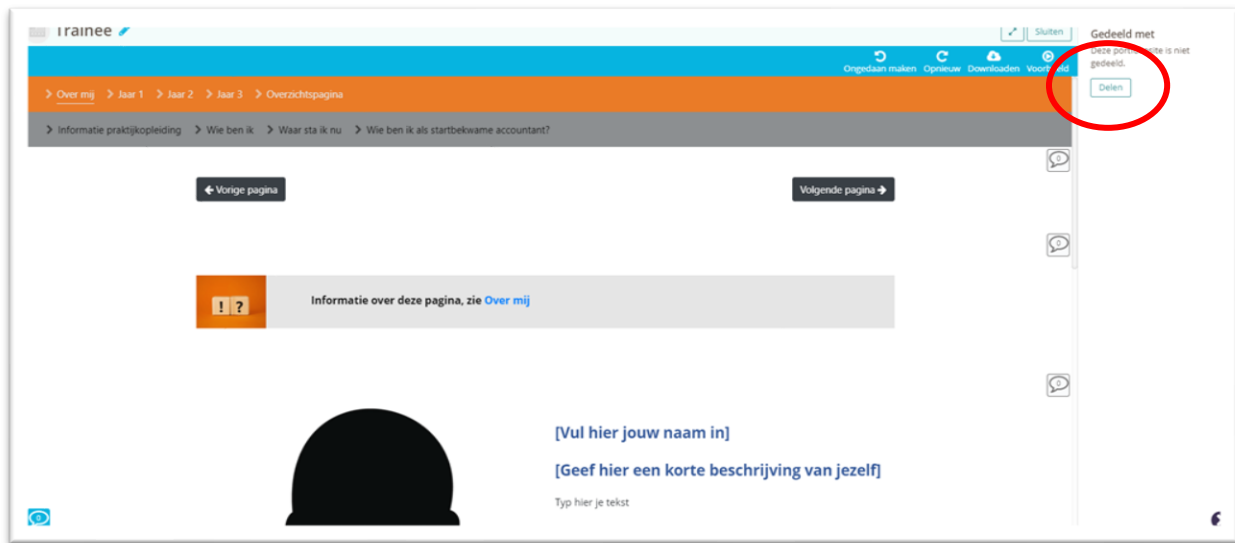 Trainee
Sluiten
Gedeeld met
Deze portfoliosite is niet
gedeeld.
Delen
Ongedaan maken Opnieuw Downloaden Voorbeeld
Over mij Jaar 1 Jaar 2 Jaar 3 Overzichtspagina
Informatie praktijkopleiding Wie ben ik Waar sta ik nu Wie ben ik als startbekwame accountant?
0
Vorige pagina
Volgende pagina
0
! ?
Informatie over deze pagina, zie Over mij
0
[Vul hier jouw naam in]
[Geef hier een korte beschrijving van jezelf]
Typ hier je tekst
0